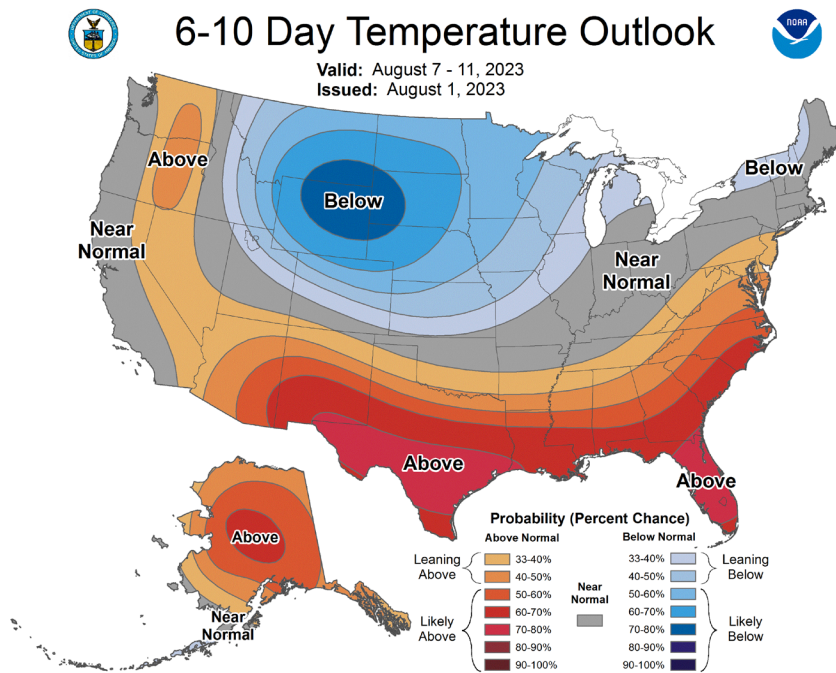 6-10 Day Temperature Outlook
NOAA
Valid: August 7 - 11, 2023
Issued: August 1, 2023
Above
Below
Below
Near
Normal
Near
Normal
Above
Above
Above
Near
Normal
Probability (Percent Chance)
Above Normal
Below Normal
Leaning
Above
33-40%
40-50%
Likely
Above
50-60%
60-70%
70-80%
80-90%
90-100%
Near
Normal
33-40%
40-50%
Leaning
Below
50-60%
60-70%
70-80%
80-90%
90-100%
Likely
Below